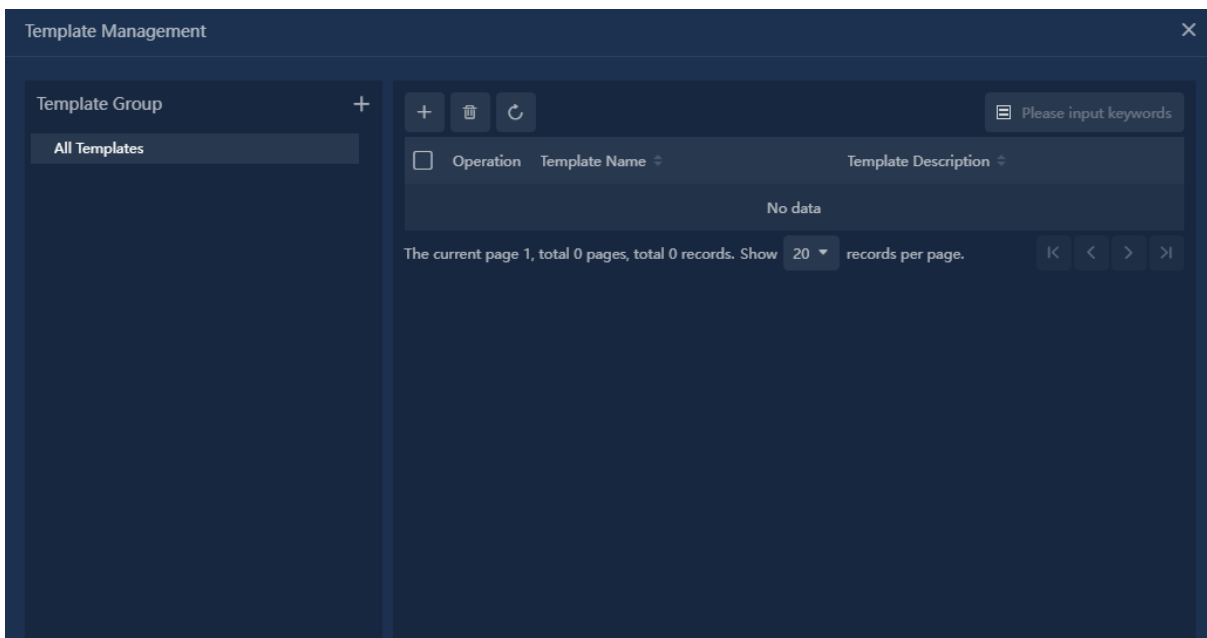 Template Management
Template Group
All Templates
Please input keywords
Operation Template Name Template Description
No data
The current page 1, total 0 pages, total 0 records. Show 20 records per page.